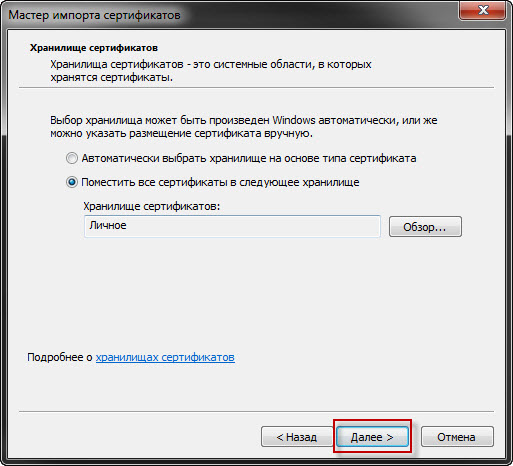 Мастер импорта сертификатов
Хранилище сертификатов
Хранилища сертификатов - это системные области, в которых
хранятся сертификаты.
Выбор хранилища может быть произведен Windows автоматически, или же
можно указать размещение сертификата вручную.
Автоматически выбрать хранилище на основе типа сертификата
Поместить все сертификаты в следующее хранилище
Хранилище сертификатов:
Личное
Обзор...
Подробнее о хранилищах сертификатов
< Назад
Далее >
Отмена